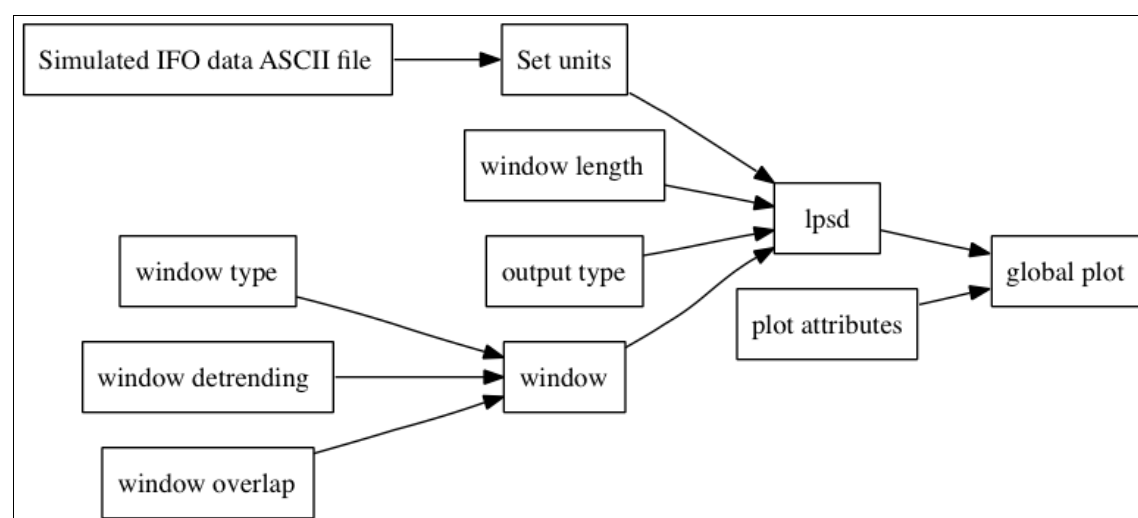 Simulated IFO data ASCII file
Set units
window length
lpsd
window type
output type
global plot
plot attributes
window detrending
window
window overlap